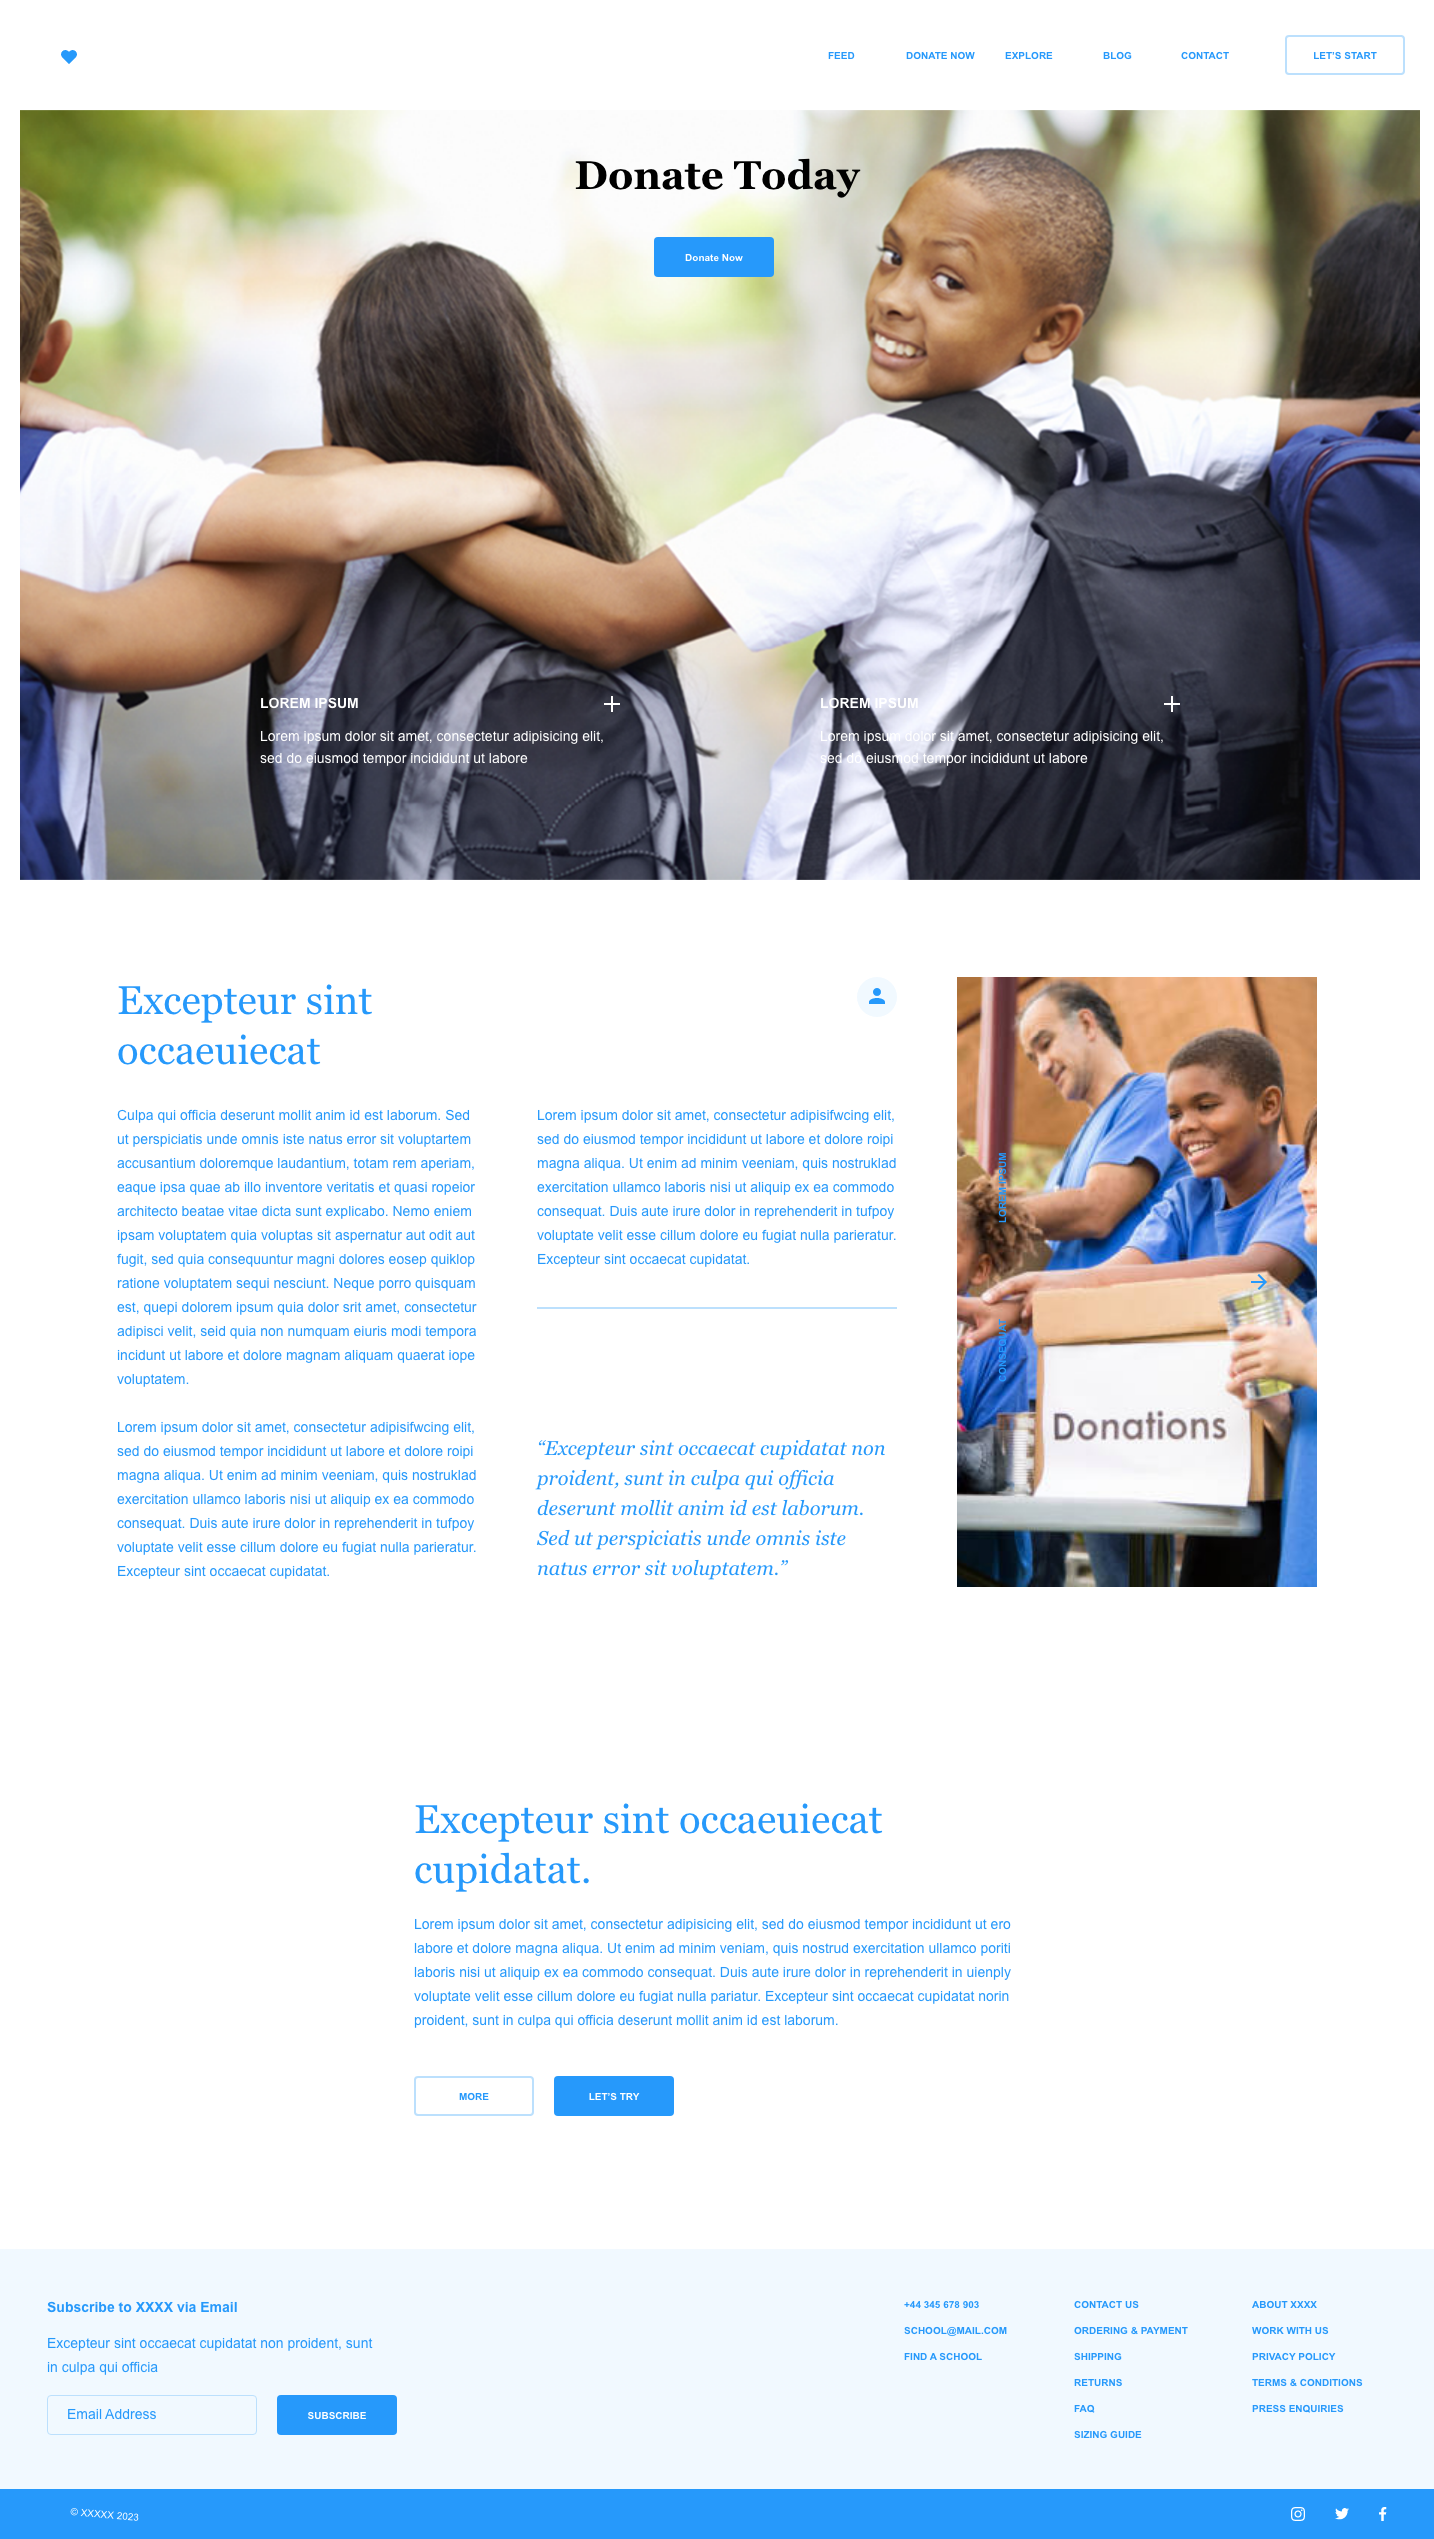 FEED DONATE NOW EXPLORE BLOG CONTACT LET'S START
Donate Today
Donate Now
LOREM IPSUM
Lorem ipsum dolor sit amet, consectetur adipisicing elit,
sed do eiusmod tempor incididunt ut labore
LOREM IPSUM
Lorem ipsum dolor sit amet, consectetur adipisicing elit,
sed do eiusmod tempor incididunt ut labore
Excepteur sint
occaeuiecat
Culpa qui officia deserunt mollit anim id est laborum. Sed
ut perspiciatis unde omnis iste natus error sit voluptartem
accusantium doloremque laudantium, totam rem aperiam,
eaque ipsa quae ab illo inventore veritatis et quasi ropeior
architecto beatae vitae dicta sunt explicabo. Nemo eniem
ipsam voluptatem quia voluptas sit aspernatur aut odit aut
fugit, sed quia consequuntur magni dolores eosep quiklop
ratione voluptatem sequi nesciunt. Neque porro quisquam
est, quepi dolorem ipsum quia dolor srit amet, consectetur
adipisci velit, seid quia non numquam eiuris modi tempora
incidunt ut labore et dolore magnam aliquam quaerat iope
voluptatem.
Lorem ipsum dolor sit amet, consectetur adipisifwcing elit,
sed do eiusmod tempor incididunt ut labore et dolore roipi
magna aliqua. Ut enim ad minim veeniam, quis nostruklad
exercitation ullamco laboris nisi ut aliquip ex ea commodo
consequat. Duis aute irure dolor in reprehenderit in tufpoy
voluptate velit esse cillum dolore eu fugiat nulla parieratur.
Excepteur sint occaecat cupidatat.
Lorem ipsum dolor sit amet, consectetur adipisifwcing elit,
sed do eiusmod tempor incididunt ut labore et dolore roipi
magna aliqua. Ut enim ad minim veeniam, quis nostruklad
exercitation ullamco laboris nisi ut aliquip ex ea commodo
consequat. Duis aute irure dolor in reprehenderit in tufpoy
voluptate velit esse cillum dolore eu fugiat nulla parieratur.
Excepteur sint occaecat cupidatat.
“Excepteur sint occaecat cupidatat non
proident, sunt in culpa qui officia
deserunt mollit anim id est laborum.
Sed ut perspiciatis unde omnis iste
natus error sit voluptatem.”
LOREM IPSUM
CONSEQUAT
Donations
Excepteur sint occaeuiecat
cupidatat.
Lorem ipsum dolor sit amet, consectetur adipisicing elit, sed do eiusmod tempor incididunt ut ero
labore et dolore magna aliqua. Ut enim ad minim veniam, quis nostrud exercitation ullamco poriti
laboris nisi ut aliquip ex ea commodo consequat. Duis aute irure dolor in reprehenderit in uienply
voluptate velit esse cillum dolore eu fugiat nulla pariatur. Excepteur sint occaecat cupidatat norin
proident, sunt in culpa qui officia deserunt mollit anim id est laborum.
MORE LET'S TRY
Subscribe to XXXX via Email
Excepteur sint occaecat cupidatat non proident, sunt
in culpa qui officia
Email Address SUBSCRIBE
+44 345 678 903
SCHOOL@MAIL.COM
FIND A SCHOOL
CONTACT US
ORDERING & PAYMENT
SHIPPING
RETURNS
FAQ
SIZING GUIDE
ABOUT XXXX
WORK WITH US
PRIVACY POLICY
TERMS & CONDITIONS
PRESS ENQUIRIES
© XXXXX 2023